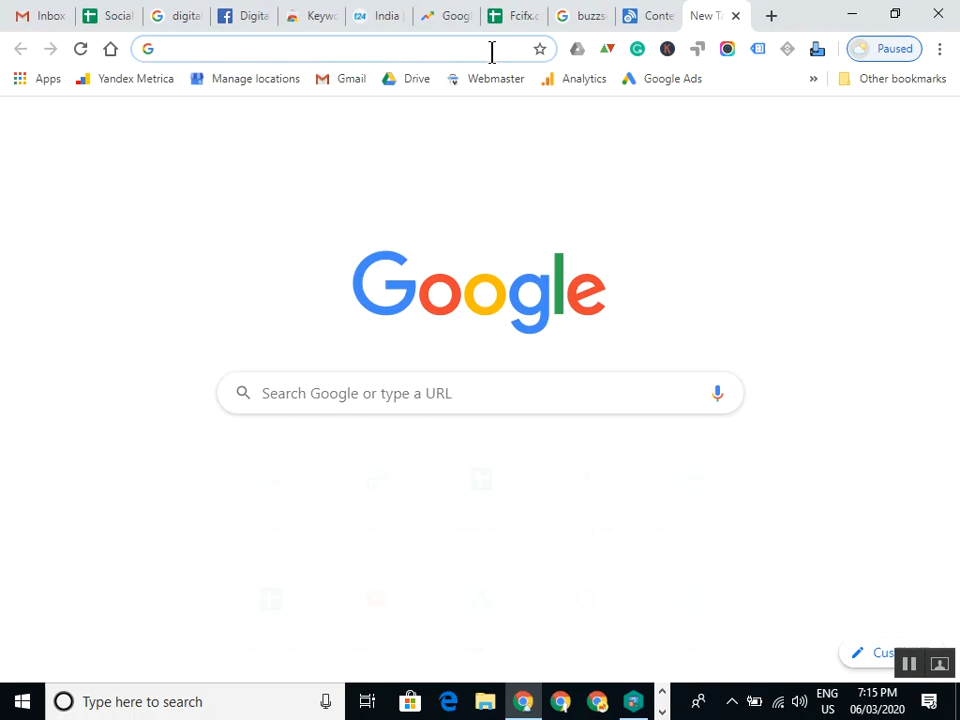 Inbox Social digital Digita Keywo India Googl Fcifx.c buzzs Conte New Ta
Paused
Apps Yandex Metrica Manage locations Gmail Drive Webmaster Analytics Google Ads » Other bookmarks
Google
Search Google or type a URL
Cus
Type here to search
ENG 7:15 PM
US 06/03/2020